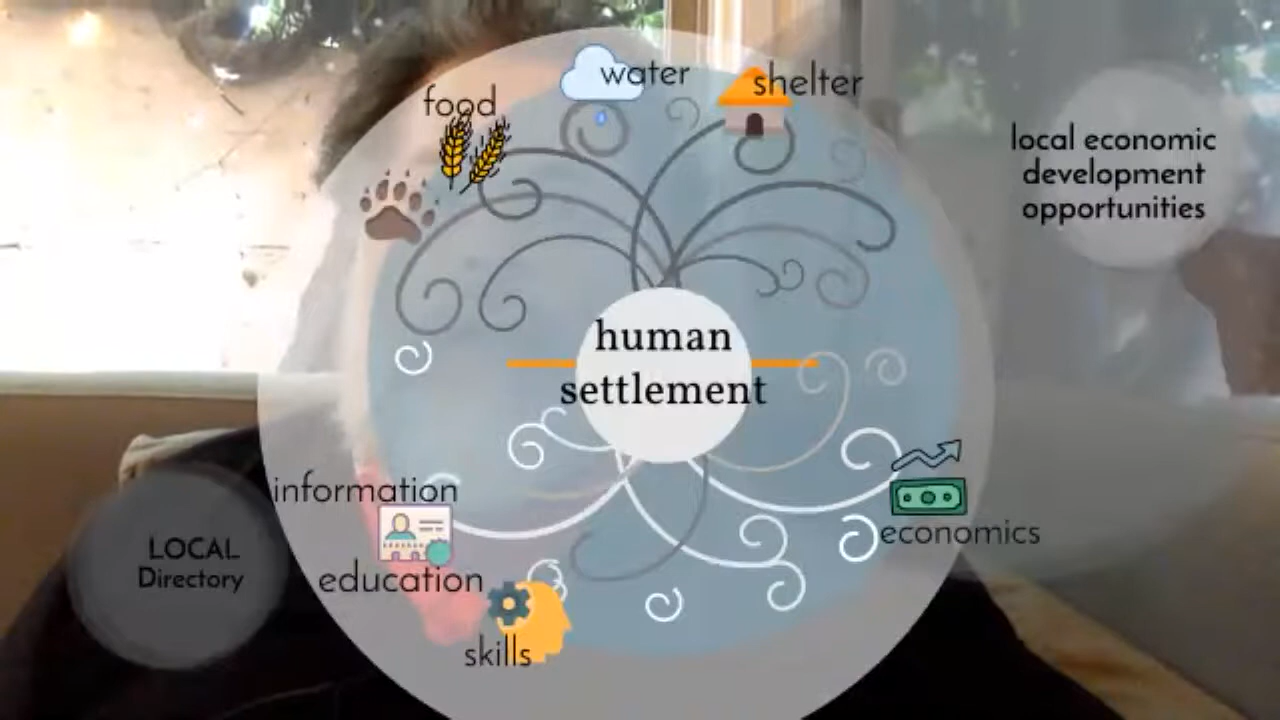 water
shelter
food
local economic
development
opportunities
human
settlement
information
economics
LOCAL
Directory
education
skills